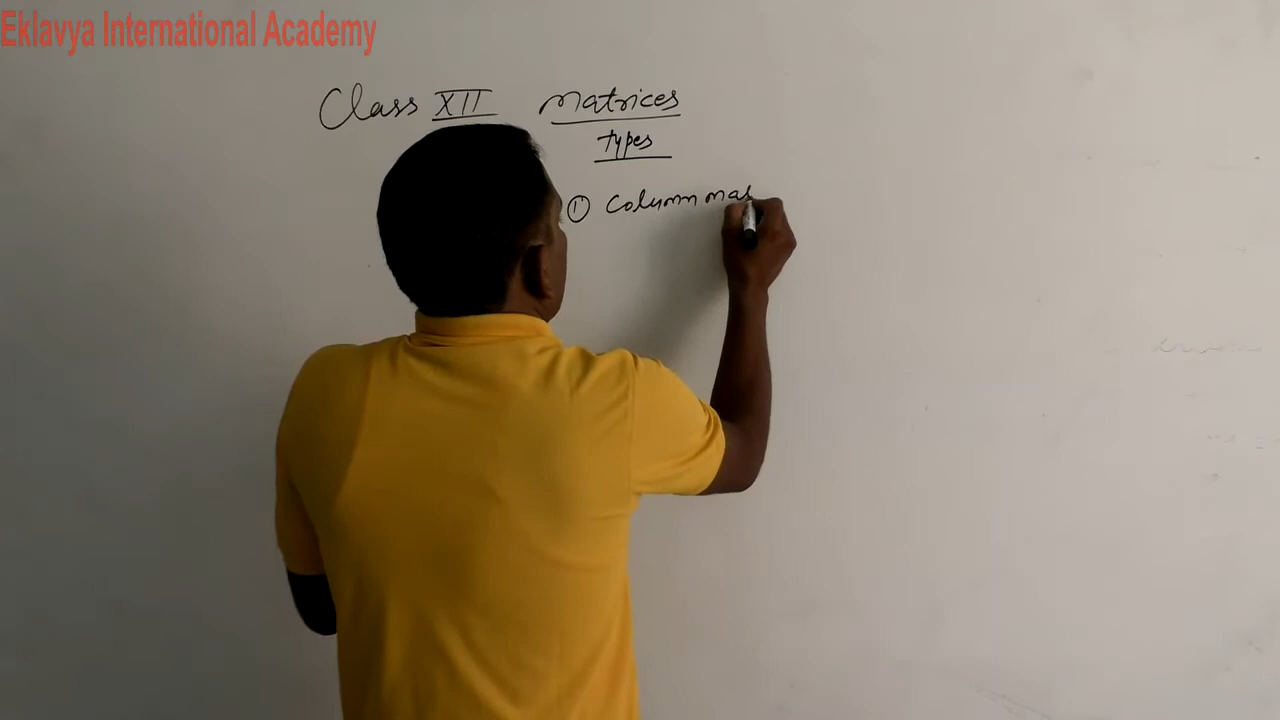 Eklavya International Academy
Class XII Matrices
types
① Column mat